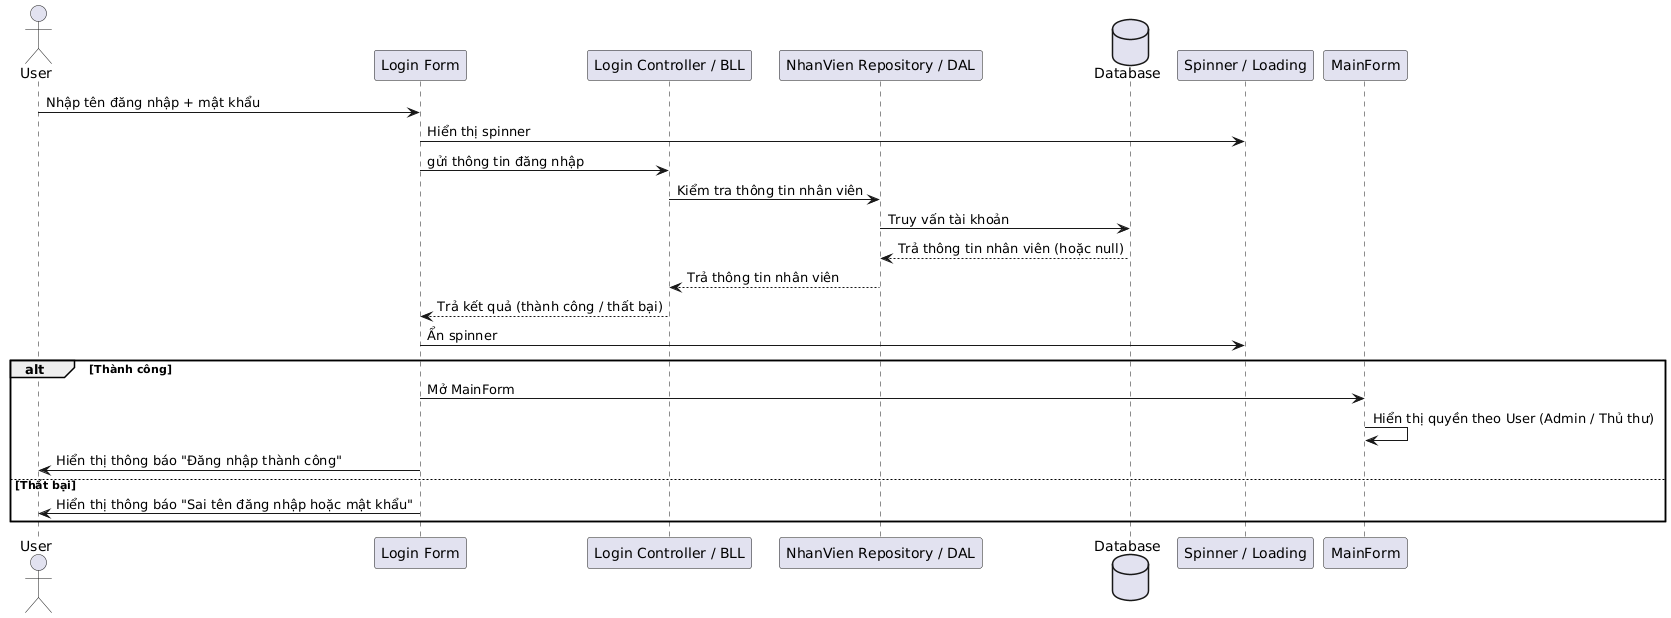 User
Login Form
Login Controller / BLL
NhanVien Repository / DAL
Database
Spinner / Loading
MainForm
Nhập tên đăng nhập + mật khẩu
Hiển thị spinner
gửi thông tin đăng nhập
Kiểm tra thông tin nhân viên
Truy vấn tài khoản
Trả thông tin nhân viên (hoặc null)
Trả thông tin nhân viên
Trả kết quả (thành công / thất bại)
Ẩn spinner
alt
[Thành công]
Mở MainForm
Hiển thị quyền theo User (Admin / Thủ thư)
Hiển thị thông báo "Đăng nhập thành công"
[Thất bại]
Hiển thị thông báo "Sai tên đăng nhập hoặc mật khẩu"
User
Login Form
Login Controller / BLL
NhanVien Repository / DAL
Database
Spinner / Loading
MainForm